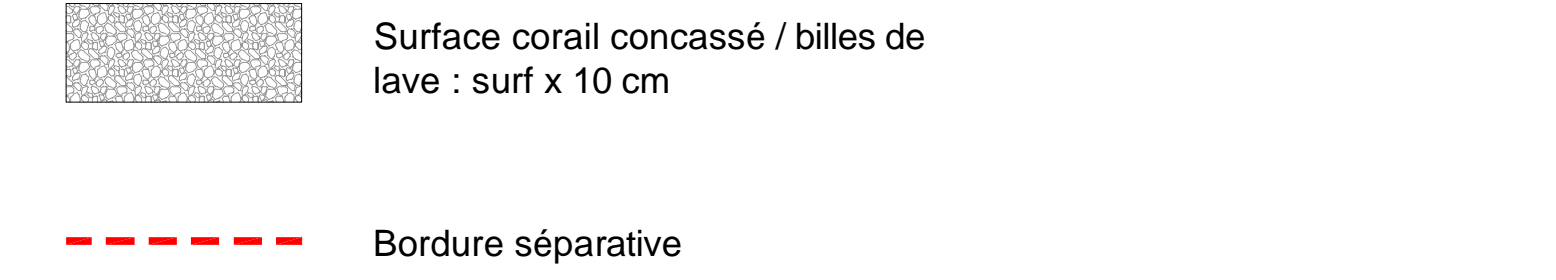 Surface corail concassé / billes de
lave : surf x 10 cm
Bordure séparative